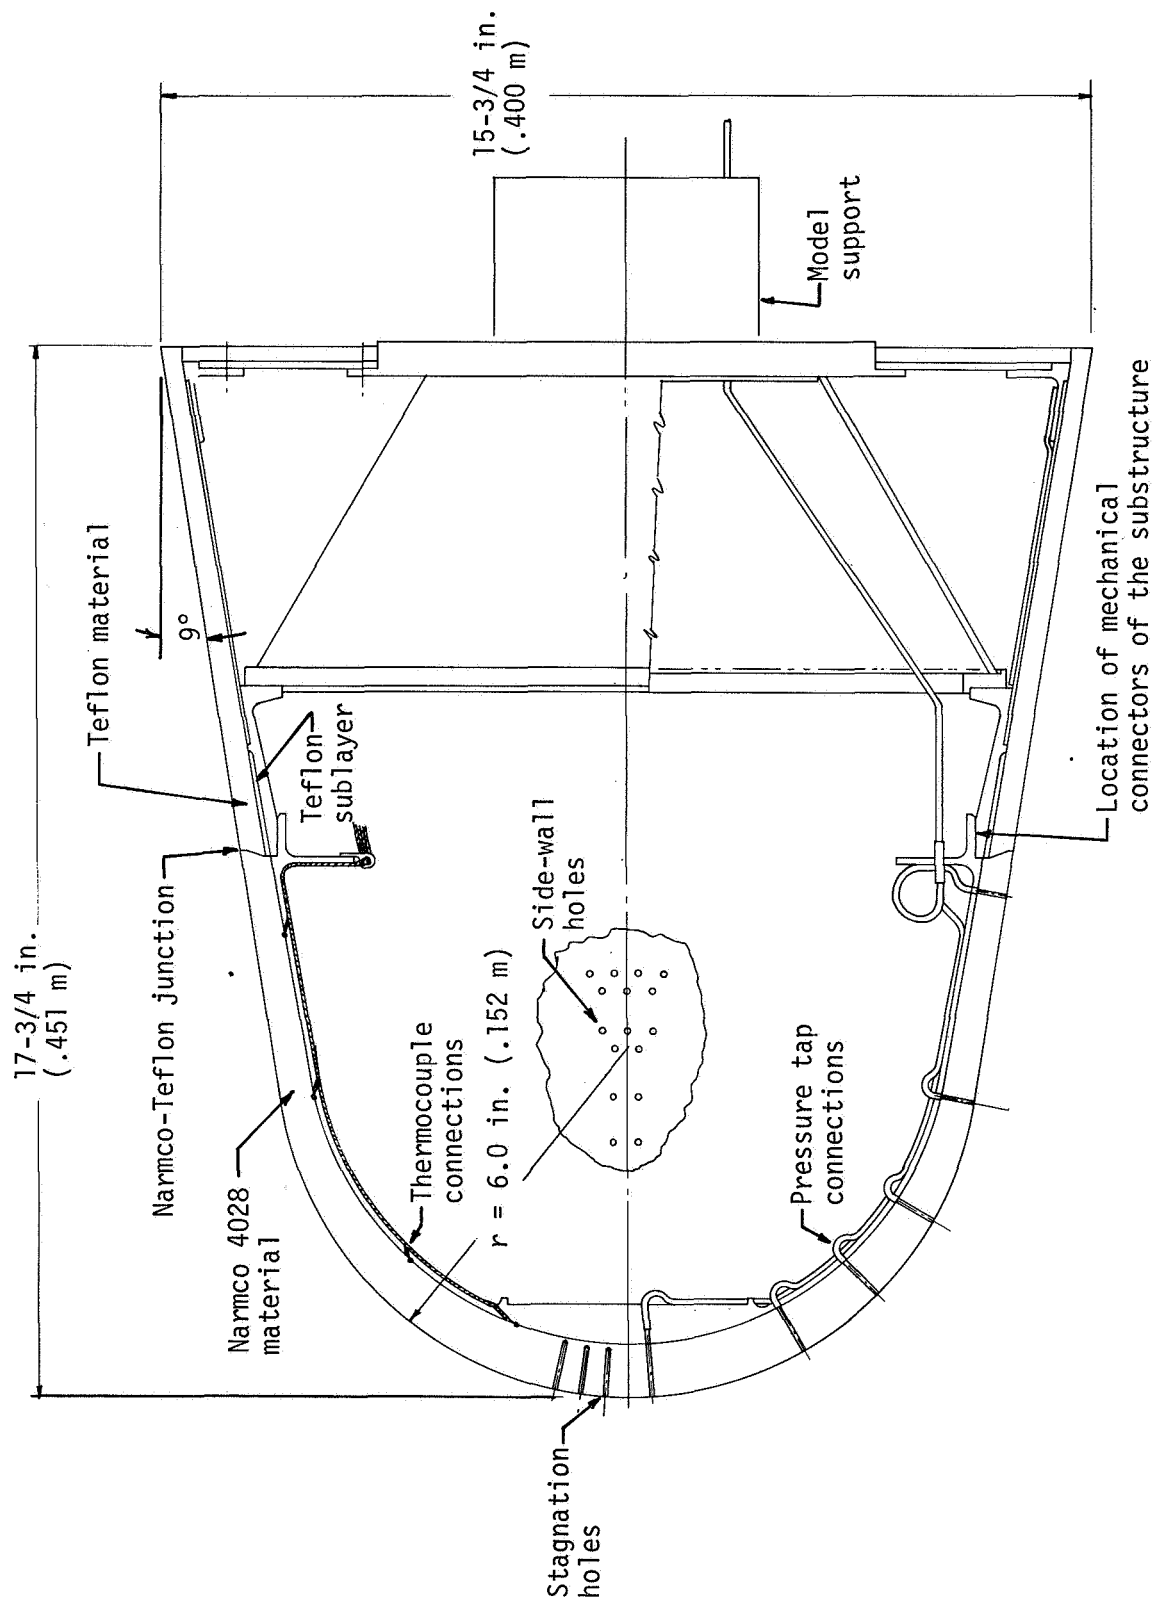 17-3/4 in.
(.451 m)
15-3/4 in.
(.400 m)
Teflon material
9°
Teflon-
sublayer
Narmco-Teflon junction
Narmco 4028
material
Thermocouple
connections
r = 6.0 in. (.152 m)
Side-wall
holes
Model
support
Stagnation
holes
Pressure tap
connections
Location of mechanical
connectors of the substructure